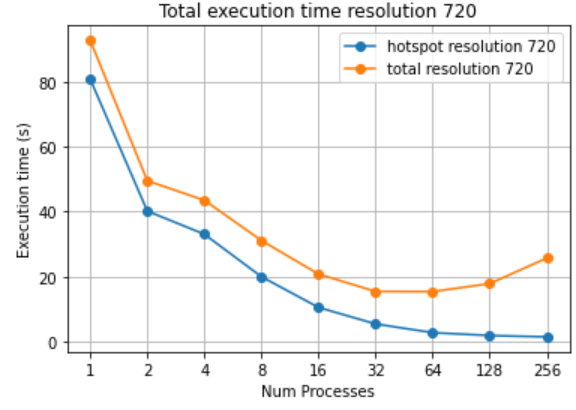 Total execution time resolution 720
hotspot resolution 720
total resolution 720
Execution time (s)
80
60
40
20
0
1 2 4 8 16 32 64 128 256
Num Processes